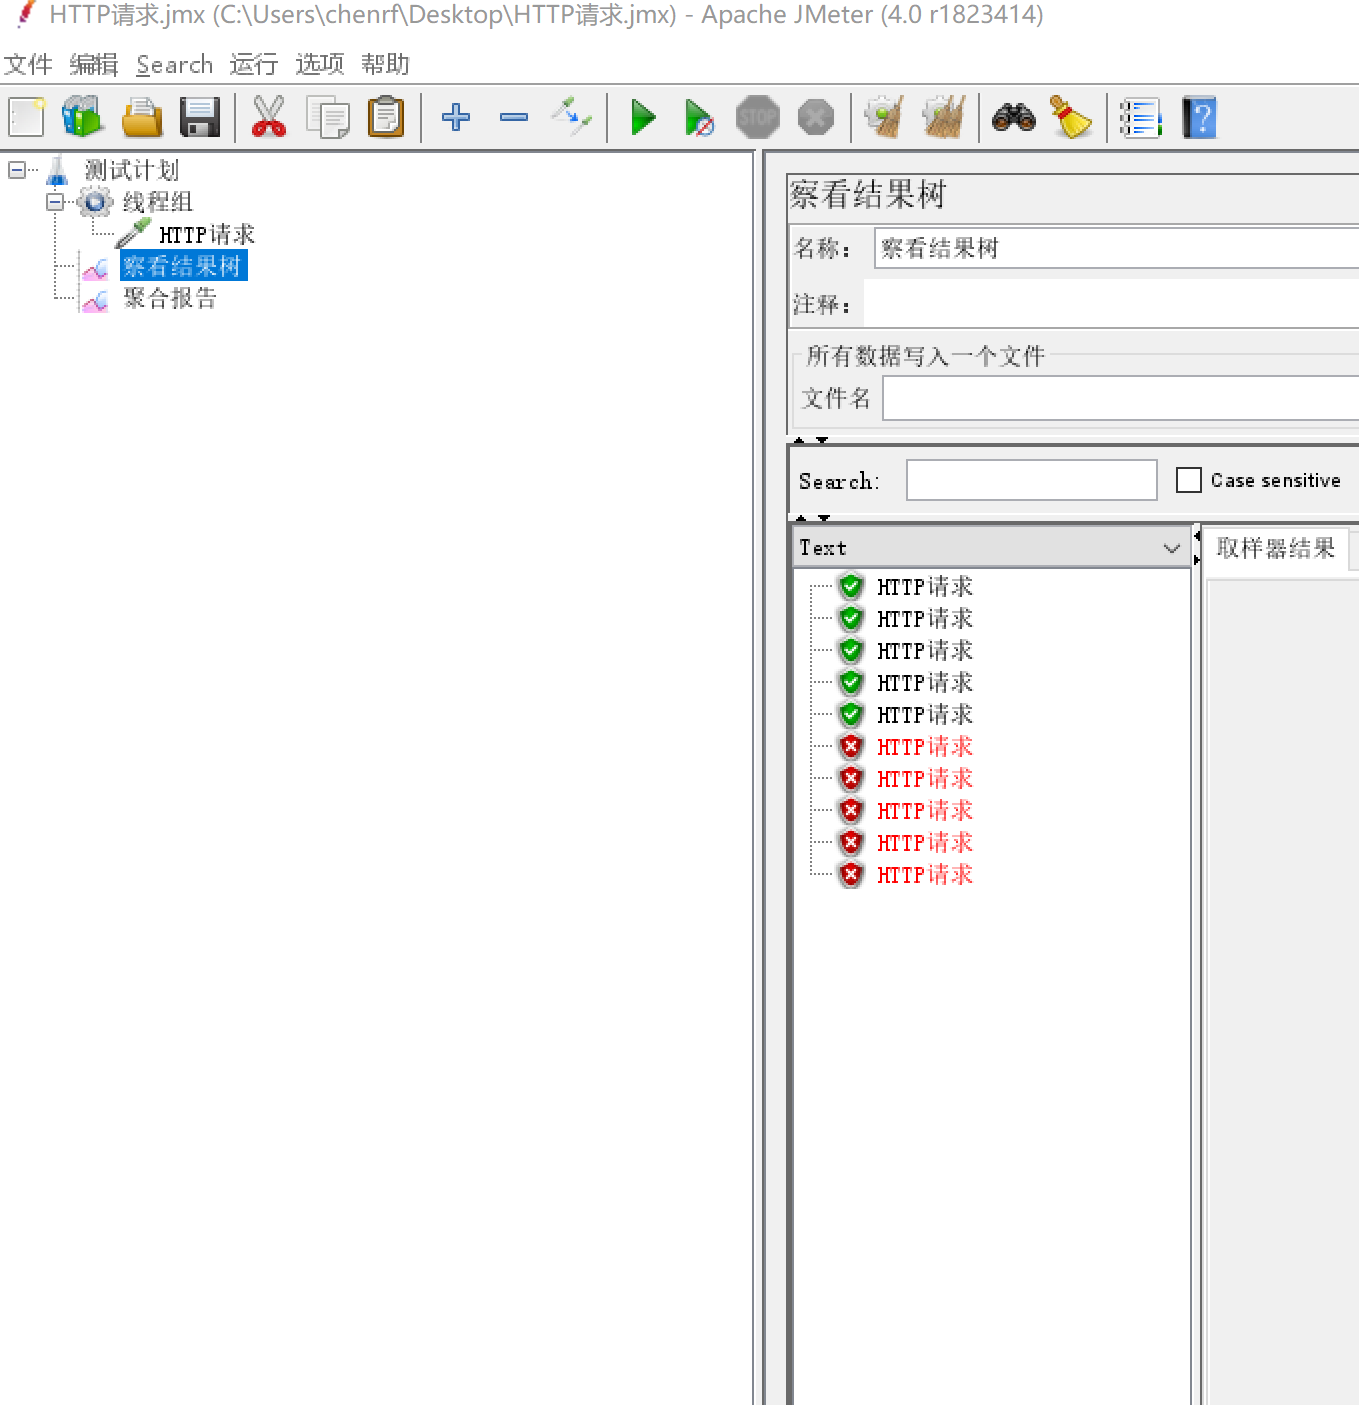 HTTP请求.jmx (C:\Users\chenrf\Desktop\HTTP请求.jmx) - Apache JMeter (4.0 r1823414)
文件 编辑 Search 运行 选项 帮助
STOP
测试计划
线程组
HTTP请求
察看结果树
聚合报告
察看结果树
名称： 察看结果树
注释：
所有数据写入一个文件
文件名
Search: Case sensitive
Text
取样器结果
HTTP请求
HTTP请求
HTTP请求
HTTP请求
HTTP请求
HTTP请求
HTTP请求
HTTP请求
HTTP请求
HTTP请求